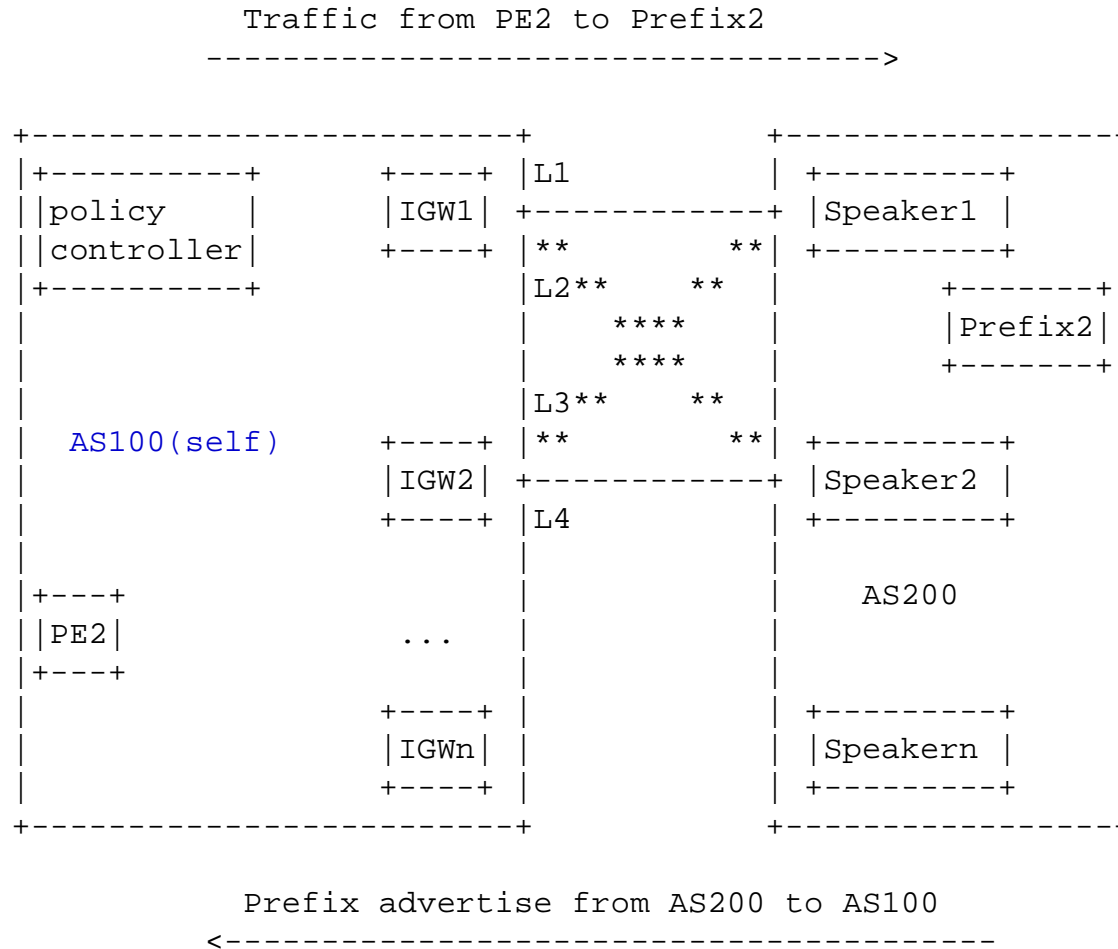 Traffic from PE2 to Prefix2
----------------------------------->
+-------------------------+ +-----------------
|+----------+ +----+ |L1 | +---------+
||policy | |IGW1| +------------+ |Speaker1 |
||controller| +----+ |** **| +---------+
|+----------+ |L2** ** | +-------+
| | **** | |Prefix2|
| | **** | +-------+
| |L3** ** |
| AS100(self) +----+ |** **| +---------+
| |IGW2| +------------+ |Speaker2 |
| +----+ |L4 | +---------+
| | |
|+---+ | | AS200
||PE2| ... | |
|+---+ | |
| +----+ | | +---------+
| |IGWn| | | |Speakern |
| +----+ | | +---------+
+-------------------------+ +-----------------
Prefix advertise from AS200 to AS100
<----------------------------------------